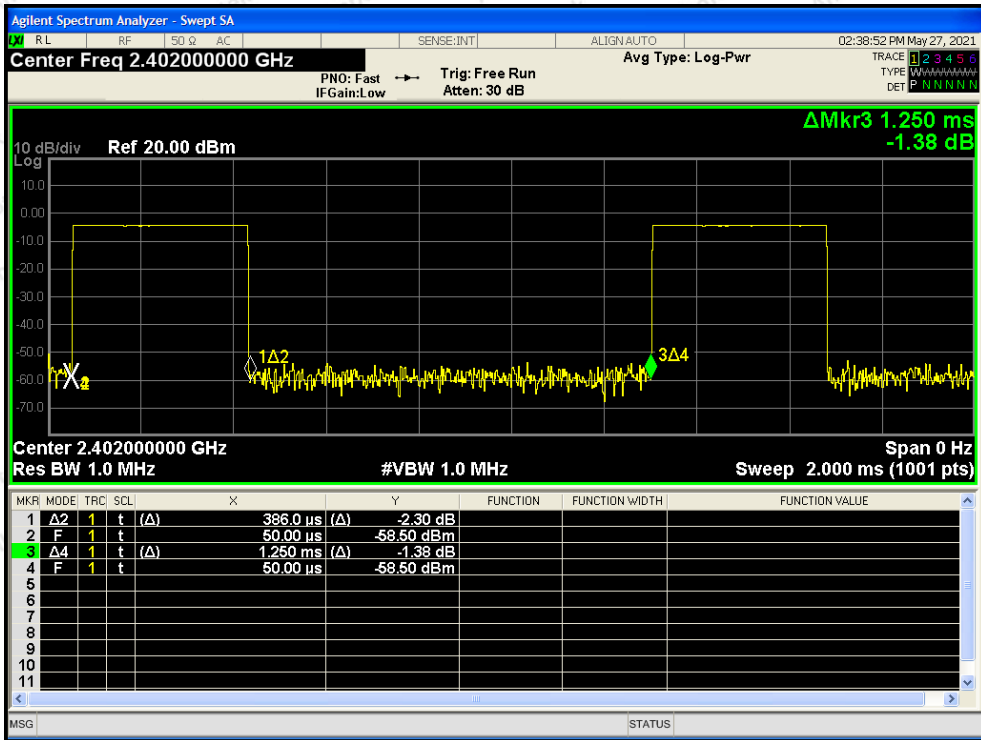 Agilent Spectrum Analyzer - Swept SA
LXI RL RF 50 Ω AC SENSE:INT ALIGNAUTO 02:38:52 PM May 27, 2021
Center Freq 2.402000000 GHz
PNO: Fast
IFGain:Low
Trig: Free Run
Atten: 30 dB
Avg Type: Log-Pwr
TRACE 1 2 3 4 5 6
TYPE WWWWWWW
DET P N N N N N
ΔMkr3 1.250 ms
-1.38 dB
10 dB/div Ref 20.00 dBm
Log
10.0
0.00
-10.0
-20.0
-30.0
-40.0
-50.0
-60.0
-70.0
1Δ2
3Δ4
Center 2.402000000 GHz Span 0 Hz
Res BW 1.0 MHz #VBW 1.0 MHz Sweep 2.000 ms (1001 pts)
MKR MODE TRC SCL X Y FUNCTION FUNCTION WIDTH FUNCTION VALUE
1 Δ2 1 t (Δ) 386.0 µs (Δ) -2.30 dB
2 F 1 t 50.00 µs -58.50 dBm
3 Δ4 1 t (Δ) 1.250 ms (Δ) -1.38 dB
4 F 1 t 50.00 µs -58.50 dBm
5
6
7
8
9
10
11
MSG STATUS